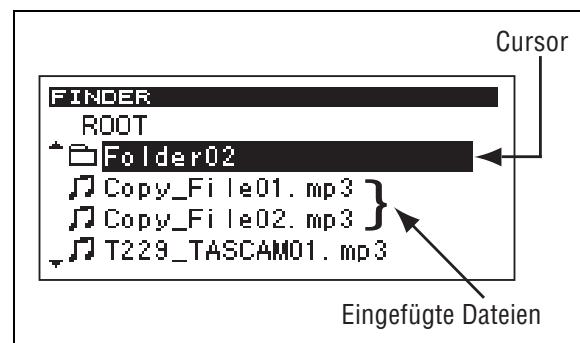 Cursor
FINDER
ROOT
Folder02
Copy_File01.mp3
Copy_File02.mp3
T229_TASCAM01.mp3
Eingefügte Dateien